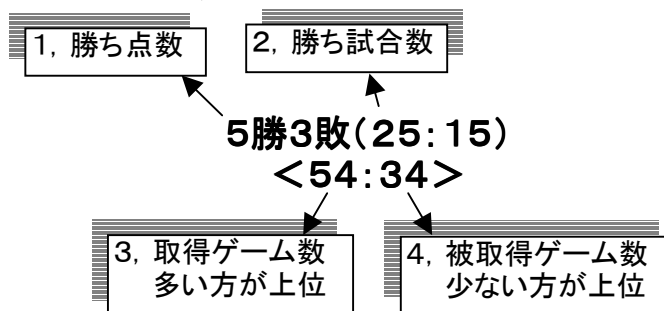 1, 勝ち点数
2, 勝ち試合数
5勝3敗(25:15)
<54:34>
3, 取得ゲーム数
多い方が上位
4, 被取得ゲーム数
少ない方が上位